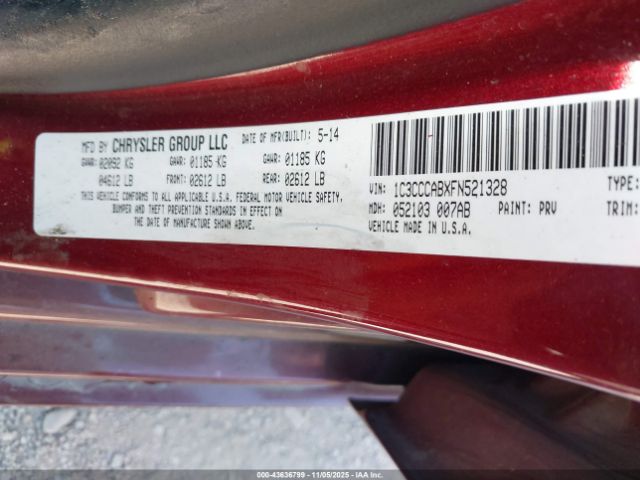 MFD BY CHRYSLER GROUP LLC DATE OF MFR(BUILT): 5-14
GVWR: 02092 KG GAWR 01185 KG GAWR 01185 KG
04612 LB FRONT: 02612 LB REAR: 02612 LB
THIS VEHICLE CONFORMS TO ALL APPLICABLE U.S.A. FEDERAL MOTOR VEHICLE SAFETY,
BUMPER AND THEFT PREVENTION STANDARDS IN EFFECT ON
THE DATE OF MANUFACTURE SHOWN ABOVE.
VIN: 1C3CCCABXFN521328 TYPE:
MDH: 052103 007AB PAINT: PRV TRIM:
VEHICLE MADE IN U.S.A.
000-43636799 - 11/05/2025 - IAA Inc.